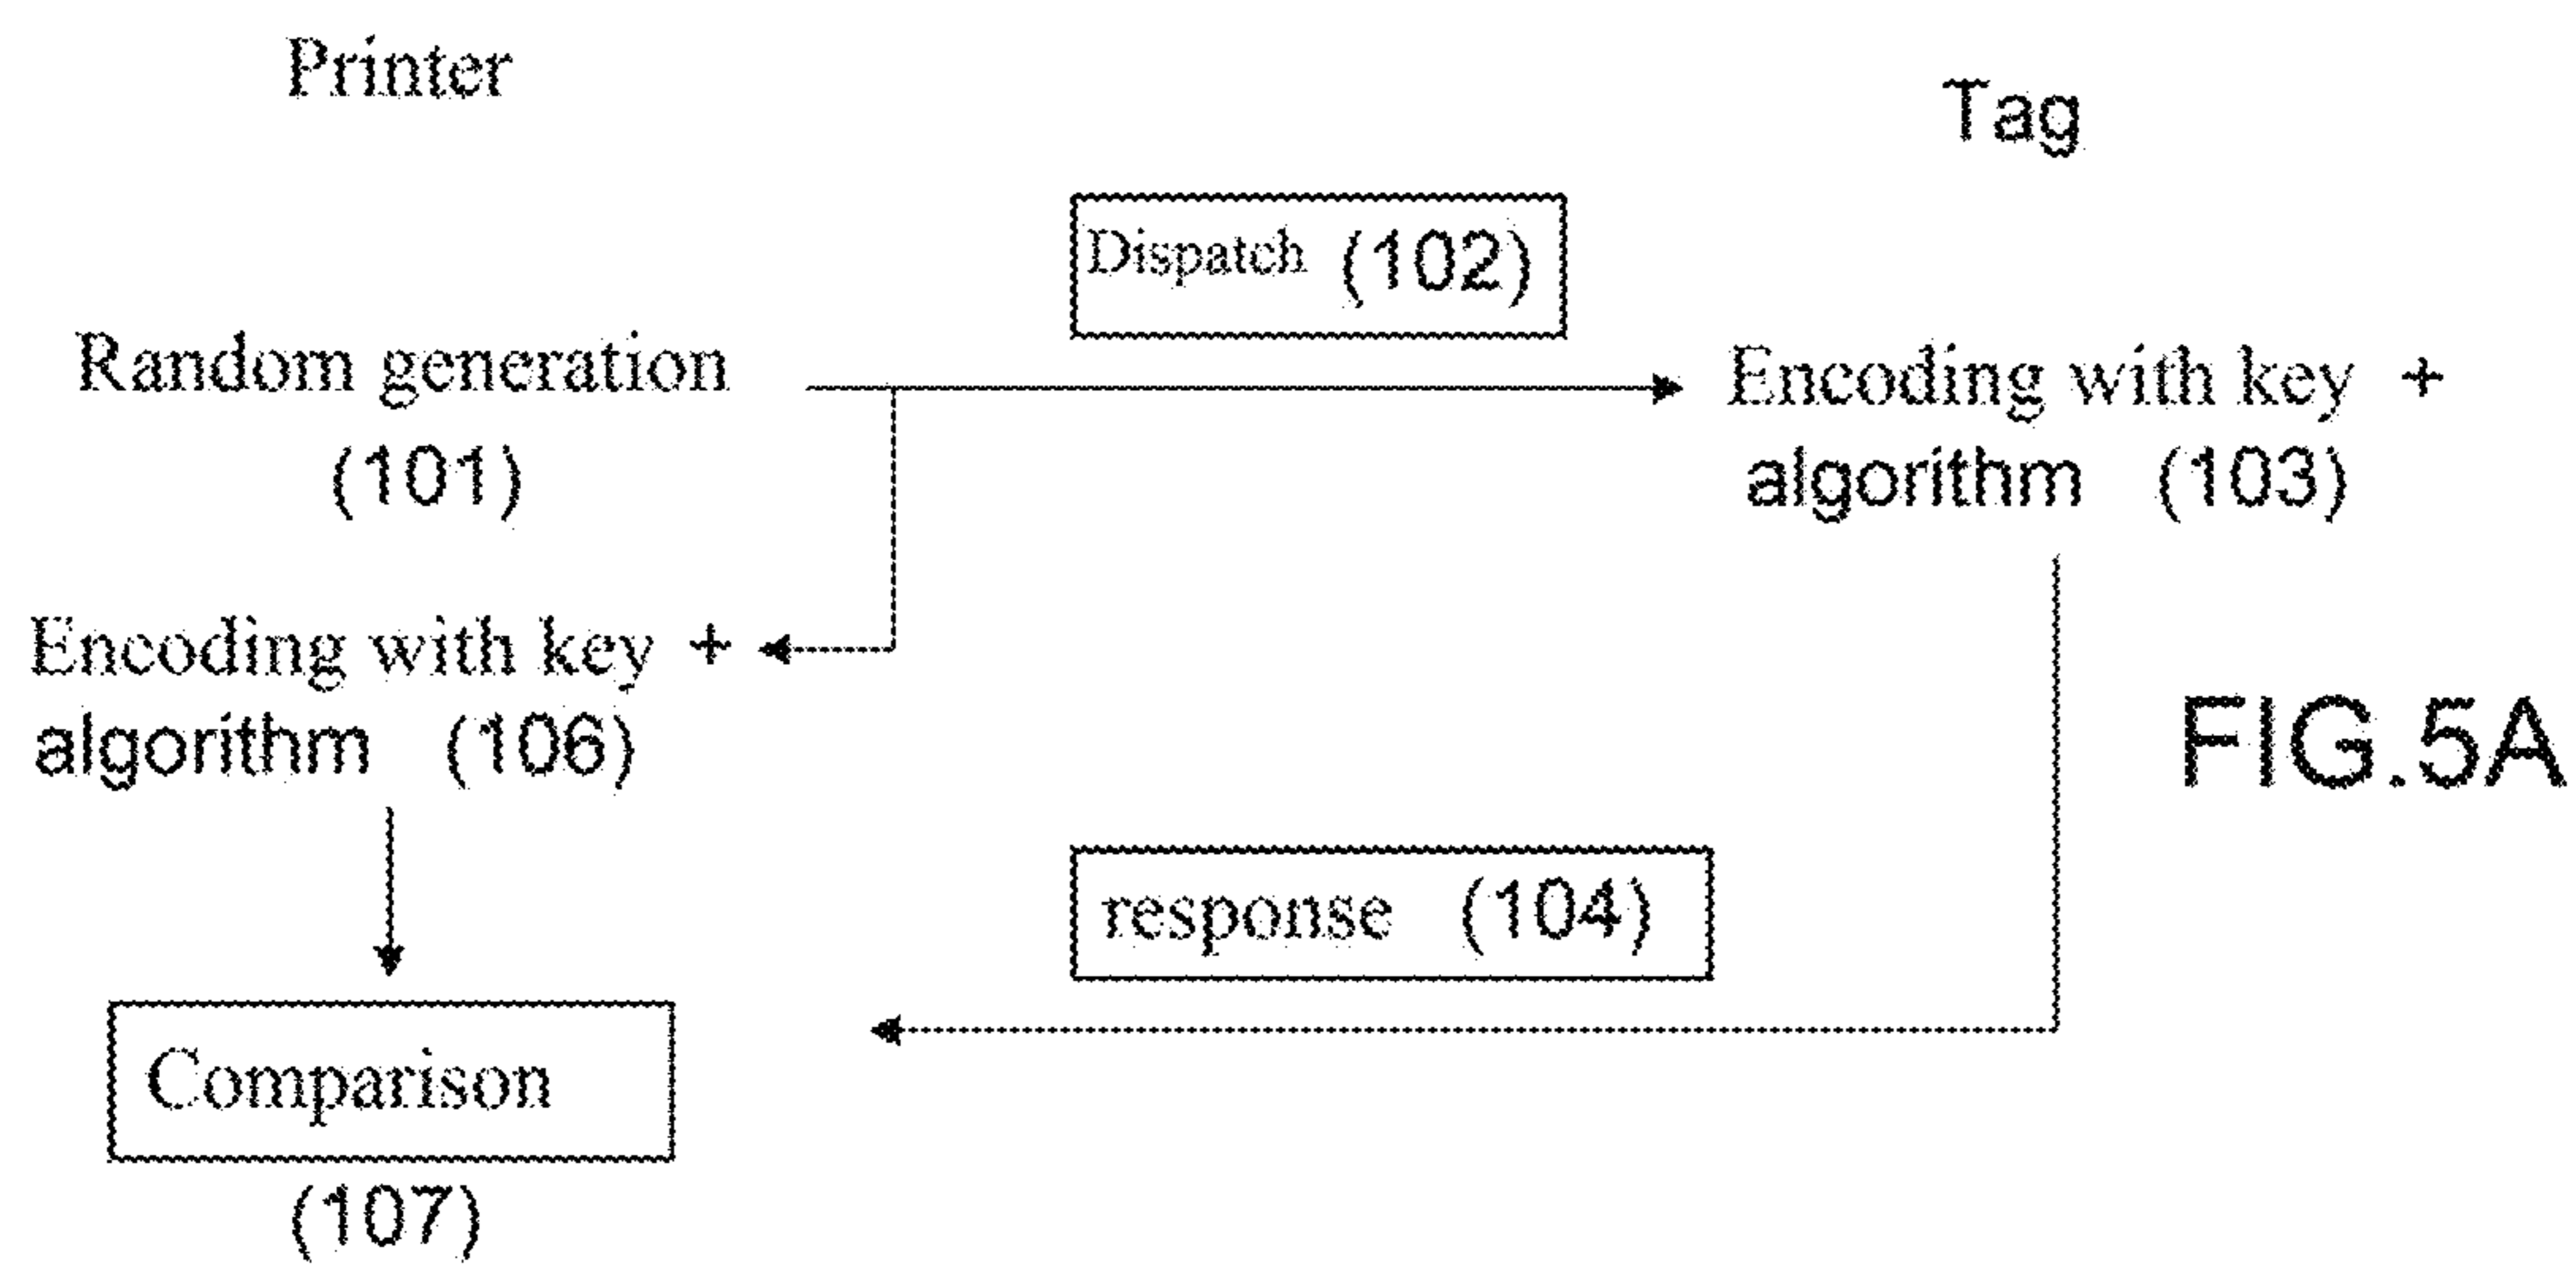 Printer
Tag
Dispatch (102)
Random generation
(101)
Encoding with key +
algorithm (103)
Encoding with key +
algorithm (106)
FIG.5A
response (104)
Comparison
(107)